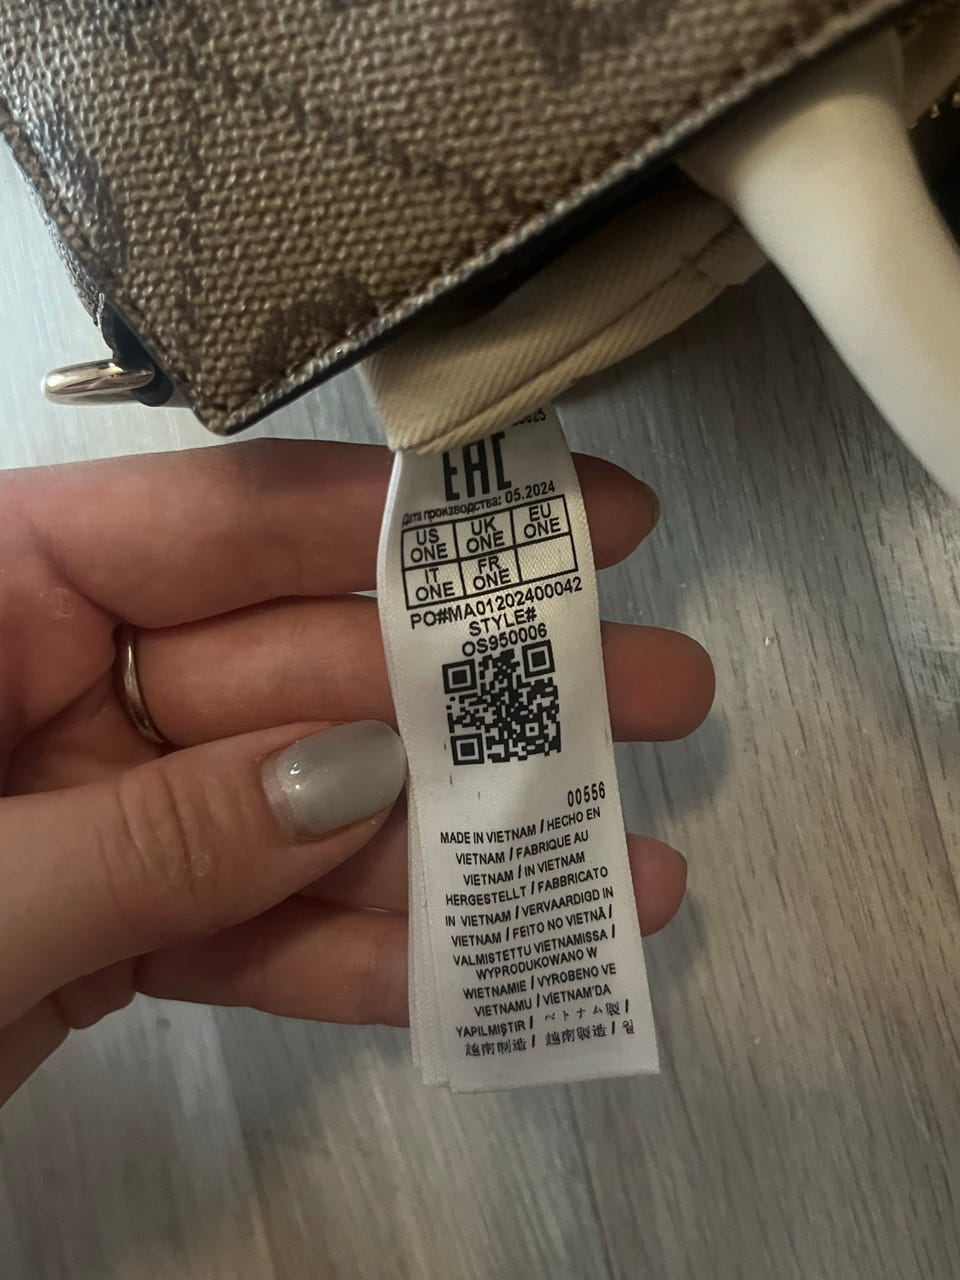 EAC
Дата производства: 05.2024
US ONE UK ONE EU ONE
IT ONE FR ONE
PO#MA01202400042
STYLE#
OS950006
00556
MADE IN VIETNAM / HECHO EN
VIETNAM / FABRIQUE AU
VIETNAM / IN VIETNAM
HERGESTELLT / FABBRICATO
IN VIETNAM / VERVAARDIGD IN
VIETNAM / FEITO NO VIETNÃ /
VALMISTETTU VIETNAMISSA /
WYPRODUKOWANO W
WIETNAMIE / VYROBENO VE
VIETNAMU / VİETNAM'DA
YAPILMIŞTIR / ベトナム製 /
越南制造 / 越南製造 / 월